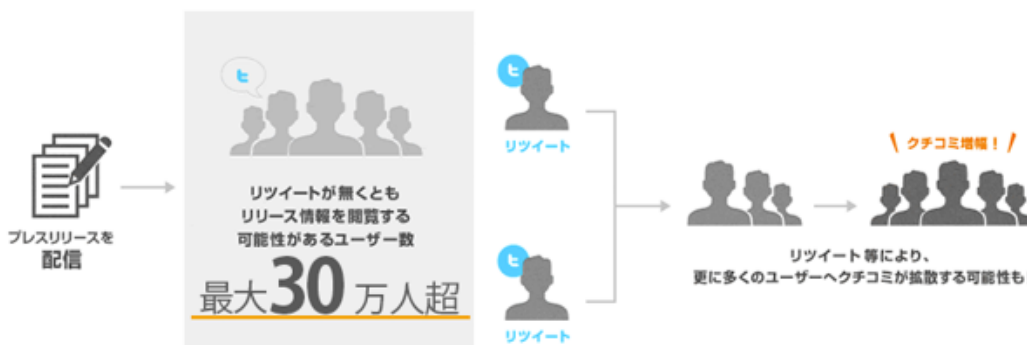 プレスリリースを
配信
リツイートが無くとも
リリース情報を閲覧する
可能性があるユーザー数
最大30万人超
リツイート
リツイート
クチコミ増幅！
リツイート等により、
更に多くのユーザーへクチコミが拡散する可能性も